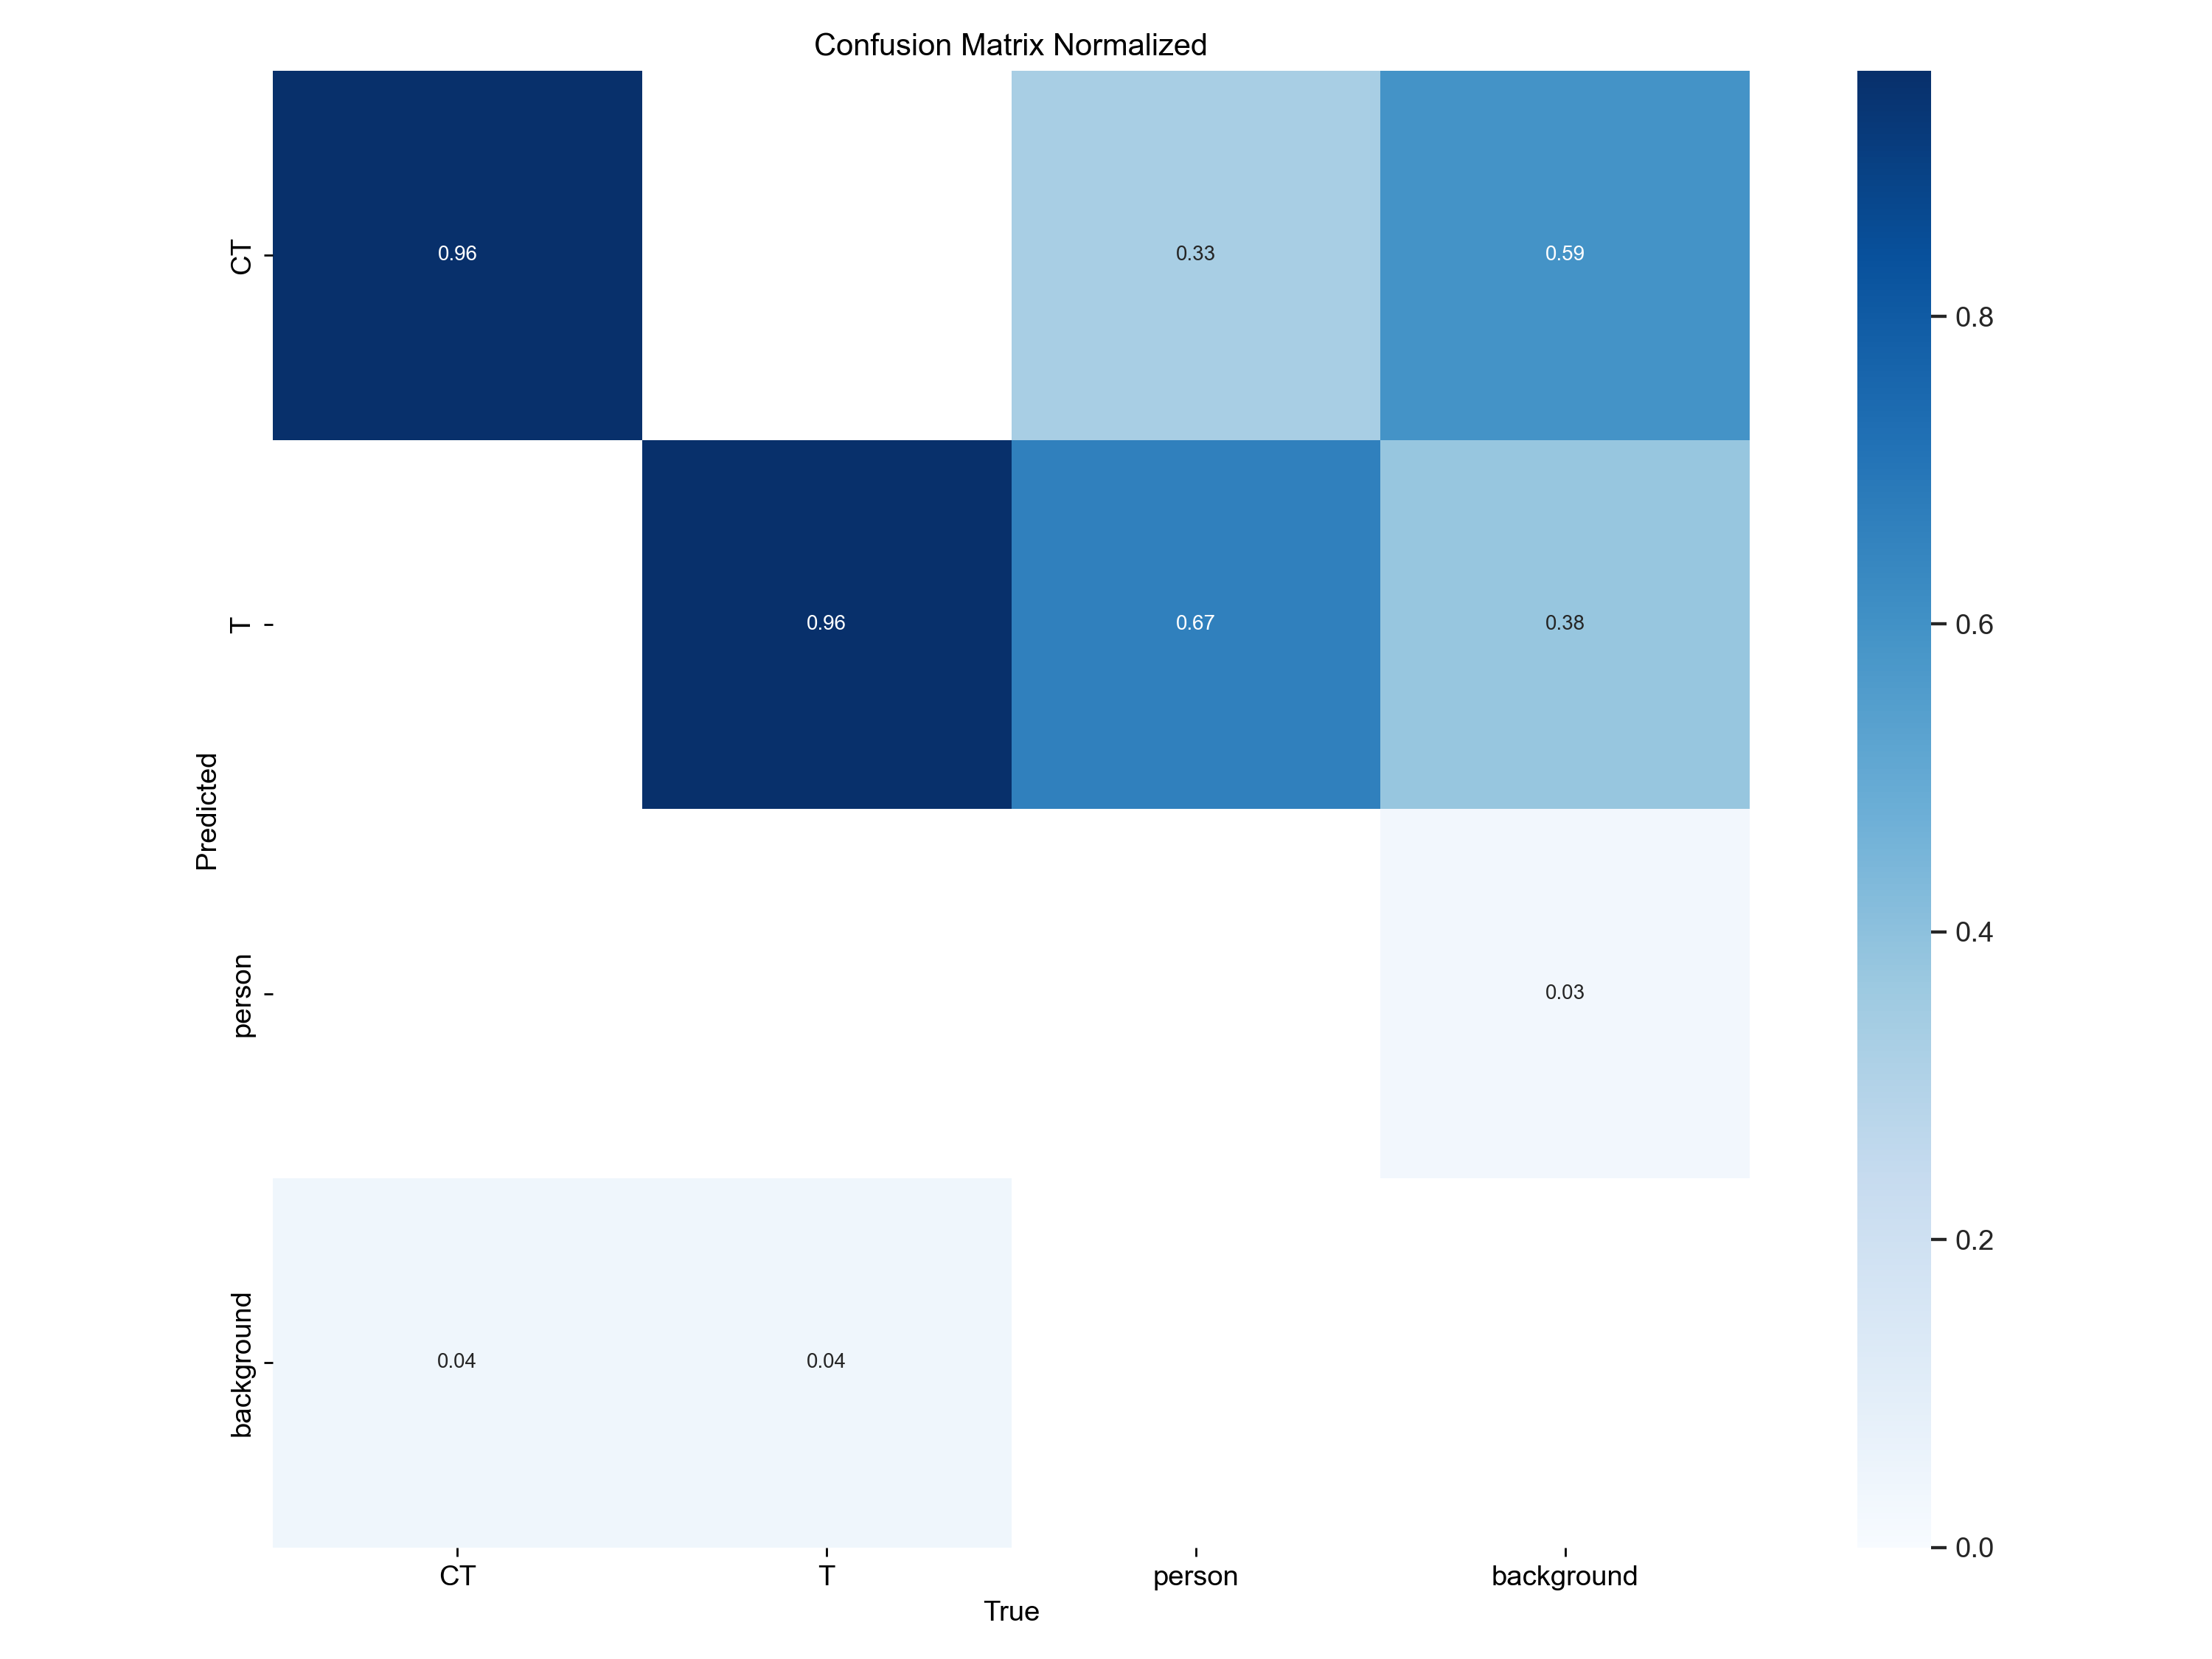 Confusion Matrix Normalized
CT
0.96
0.33
0.59
T
0.96
0.67
0.38
person
0.03
background
0.04
0.04
Predicted
CT
T
person
background
True
0.8
0.6
0.4
0.2
0.0